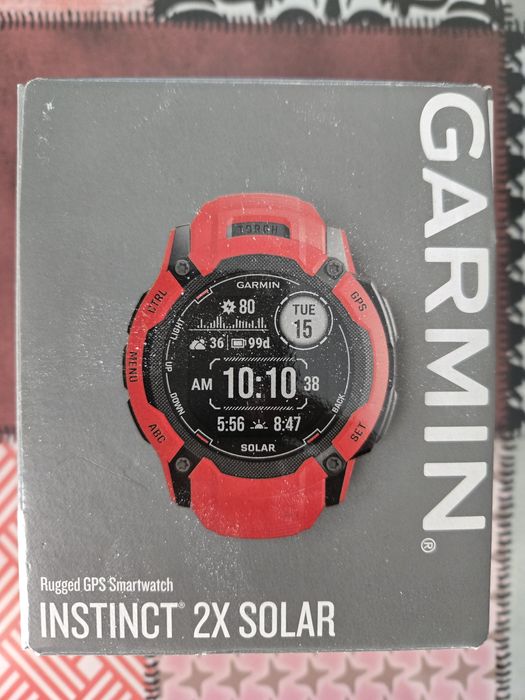 GARMIN®
TORCH
GARMIN
80
TUE
15
36 99d
AM 10:10 38
5:56 8:47
SOLAR
CTRL
LIGHT
MENU
UP
DOWN
ABC
GPS
BACK
SET
Rugged GPS Smartwatch
INSTINCT® 2X SOLAR